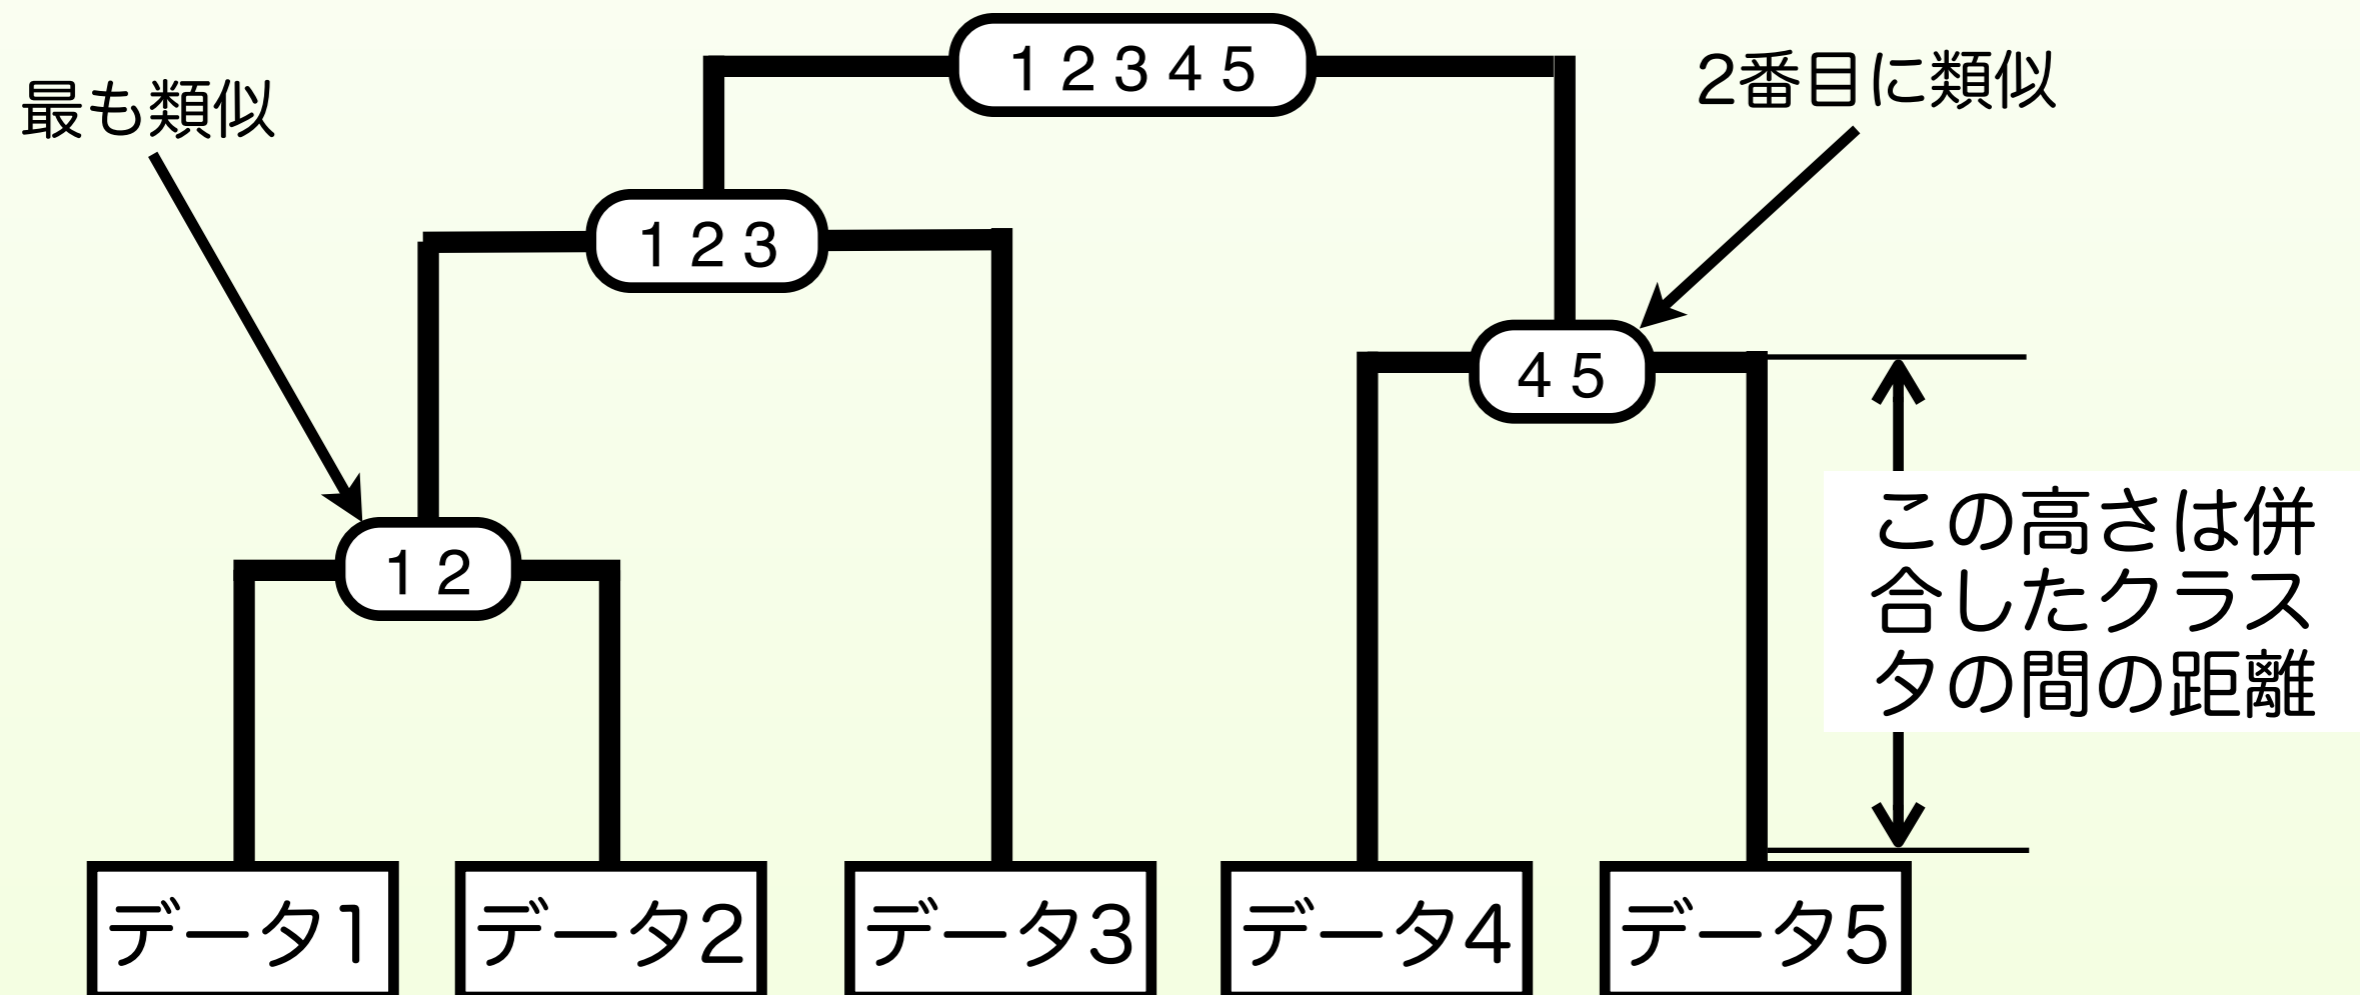 1 2 3 4 5
2番目に類似
最も類似
1 2 3
4 5
1 2
この高さは併
合したクラス
タの間の距離
データ1
データ2
データ3
データ4
データ5